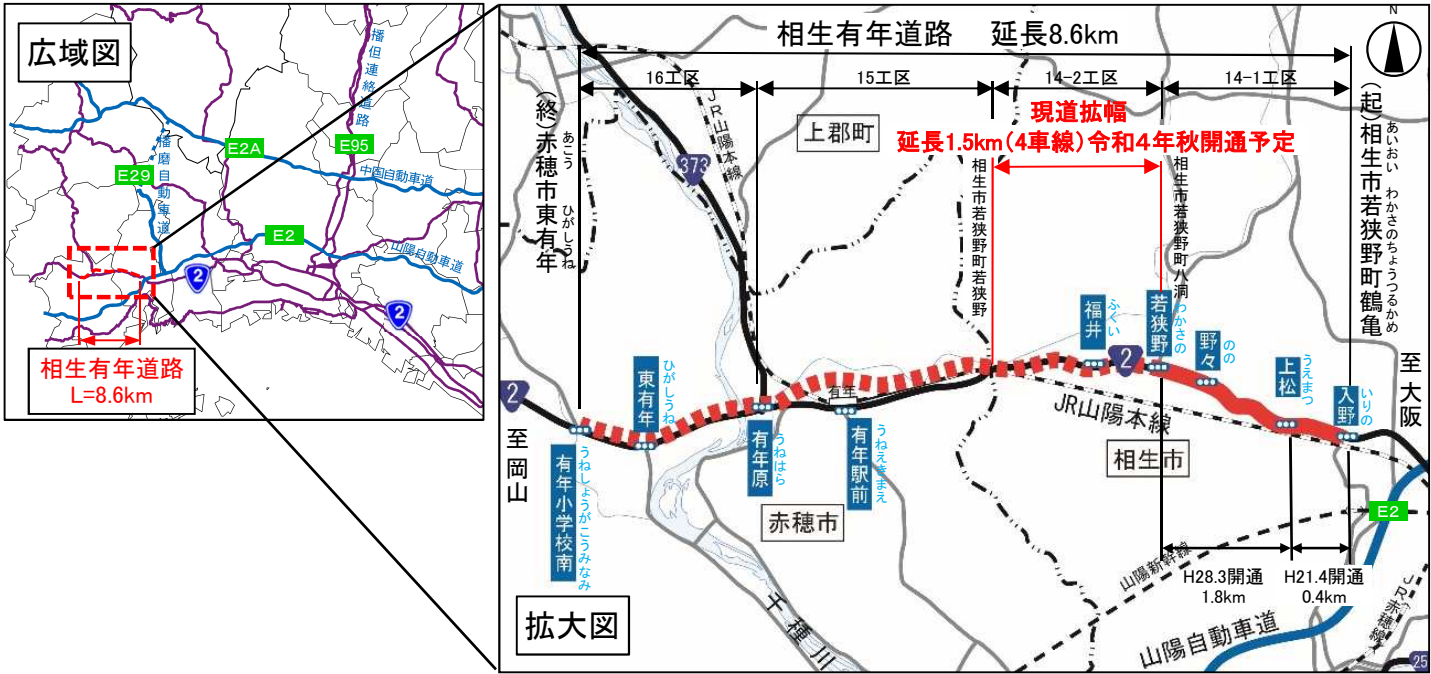 広域図
播但連絡道路
E2A
E95
E29
播磨自動車道
中国自動車道
E2
山陽自動車道
2
2
相生有年道路
L=8.6km
相生有年道路 延長8.6km
N
16工区
15工区
14-2工区
14-1工区
現道拡幅
延長1.5km(4車線)令和4年秋開通予定
(終)赤穂市東有年
あこう ひがしうね
JR山陽本線
373
上郡町
相生市若狭野町若狭野
相生市若狭野町八洞
(起)相生市若狭野町鶴亀
あいおい わかさのちょうつるかめ
2
至岡山
有年小学校南
うねしょうがこうみなみ
東有年
ひがしうね
有年原
うねはら
有年
有年駅前
うねえきまえ
福井
ふくい
2
若狭野
わかさの
野々
のの
上松
うえまつ
入野
いりの
至大阪
JR山陽本線
相生市
赤穂市
E2
山陽新幹線
H28.3開通
1.8km
H21.4開通
0.4km
JR赤穂線
千種川
山陽自動車道
25
拡大図